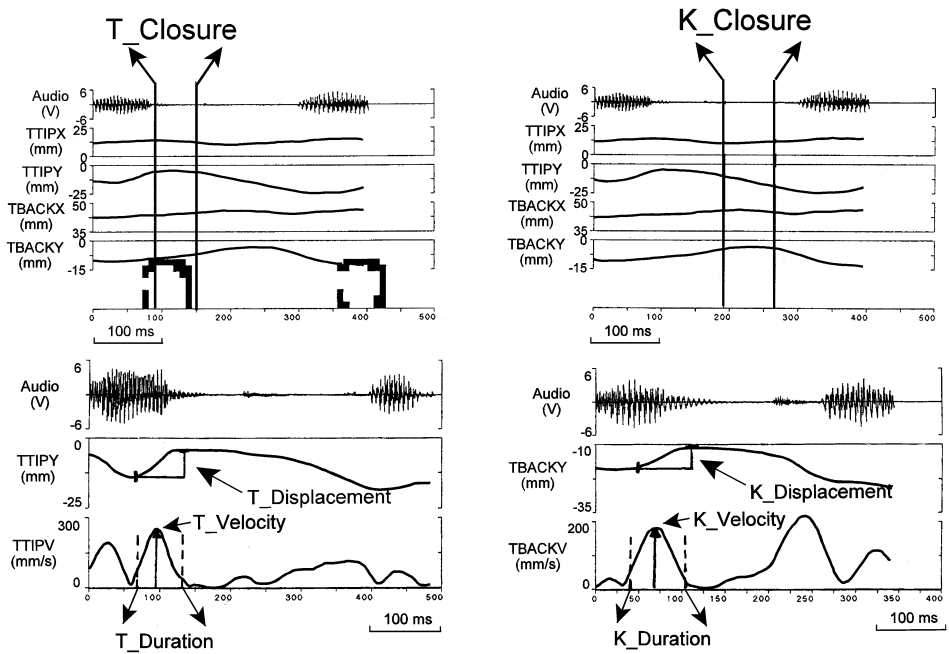 T_Closure
6
Audio
(V)
-6
25
TTIPX
(mm)
0
0
TTIPY
(mm)
-25
50
TBACKX
(mm)
35
0
TBACKY
(mm)
-15
0 100 200 300 400 500
100 ms
K_Closure
6
Audio
(V)
-6
25
TTIPX
(mm)
0
0
TTIPY
(mm)
-25
50
TBACKX
(mm)
35
0
TBACKY
(mm)
-15
0 100 200 300 400 500
100 ms
6
Audio
(V)
-6
0
TTIPY
(mm)
-25
T_Displacement
300
T_Velocity
TTIPV
(mm/s)
0
0 100 200 300 400 500
T_Duration
100 ms
6
Audio
(V)
-6
-10
TBACKY
(mm)
-35
K_Displacement
200
K_Velocity
TBACKV
(mm/s)
0
0 50 100 150 200 250 300 350 400
K_Duration
100 ms